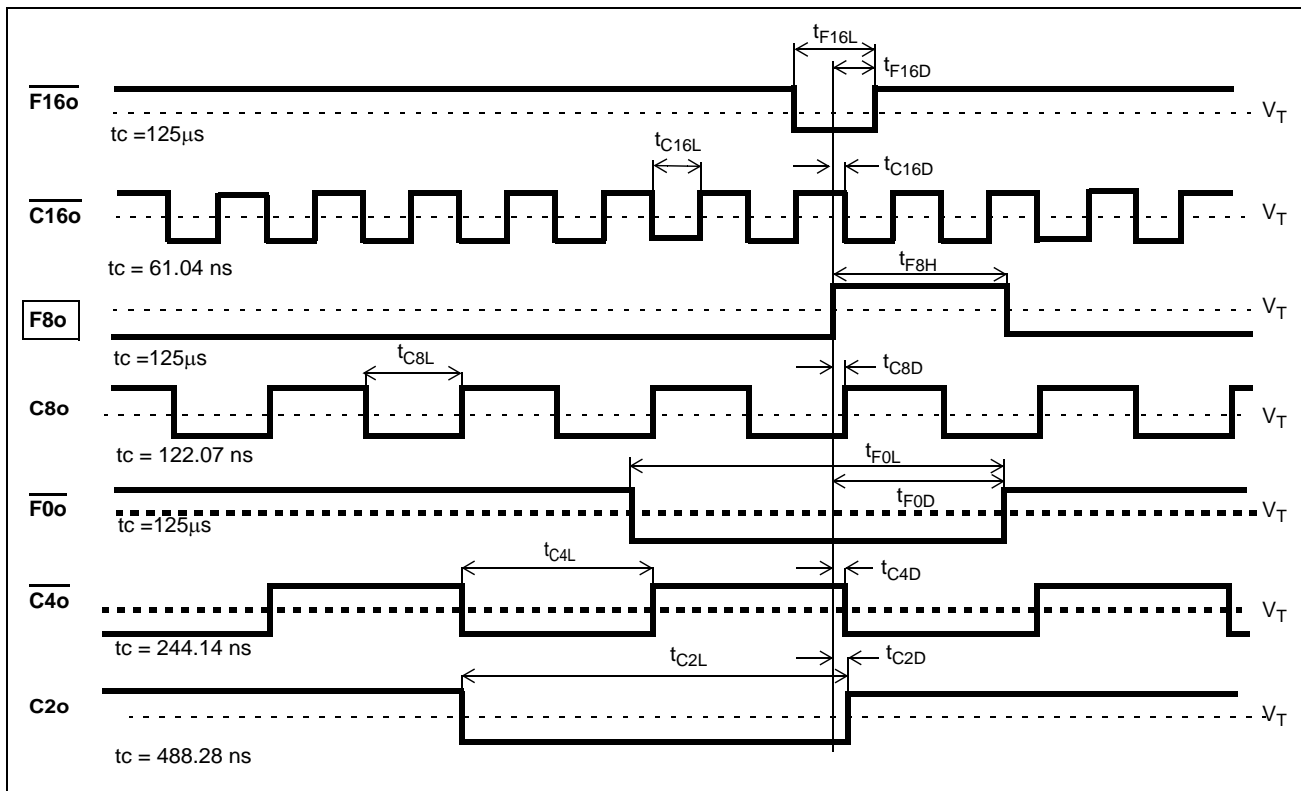 tF16L
tF16D
F16o
VT
tc =125µs
tC16L
tC16D
C16o
VT
tc = 61.04 ns
tF8H
F8o
VT
tc =125µs
tC8L
tC8D
C8o
VT
tc = 122.07 ns
tF0L
F0o
tF0D
VT
tc =125µs
tC4L
tC4D
C4o
VT
tc = 244.14 ns
tC2L
tC2D
C2o
VT
tc = 488.28 ns